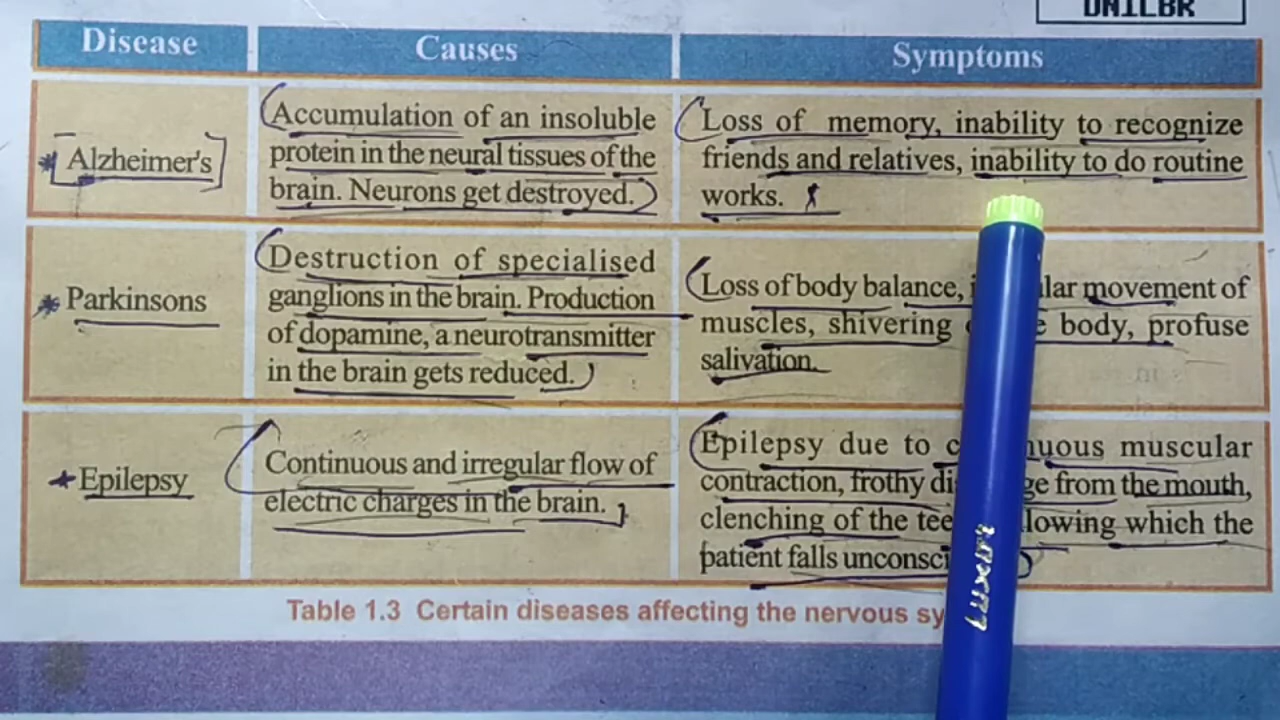 UNILBR
Disease Causes Symptoms
Alzheimer's
Accumulation of an insoluble
protein in the neural tissues of the
brain. Neurons get destroyed.
Loss of memory, inability to recognize
friends and relatives, inability to do routine
works.
Parkinsons
Destruction of specialised
ganglions in the brain. Production
of dopamine, a neurotransmitter
in the brain gets reduced.
Loss of body balance, movement of
muscles, shivering body, profuse
salivation.
Epilepsy
Continuous and irregular flow of
electric charges in the brain.
Epilepsy due to muscular
contraction, frothy from the mouth,
clenching of the which the
patient falls
Table 1.3 Certain diseases affecting the nervous
LUXOR